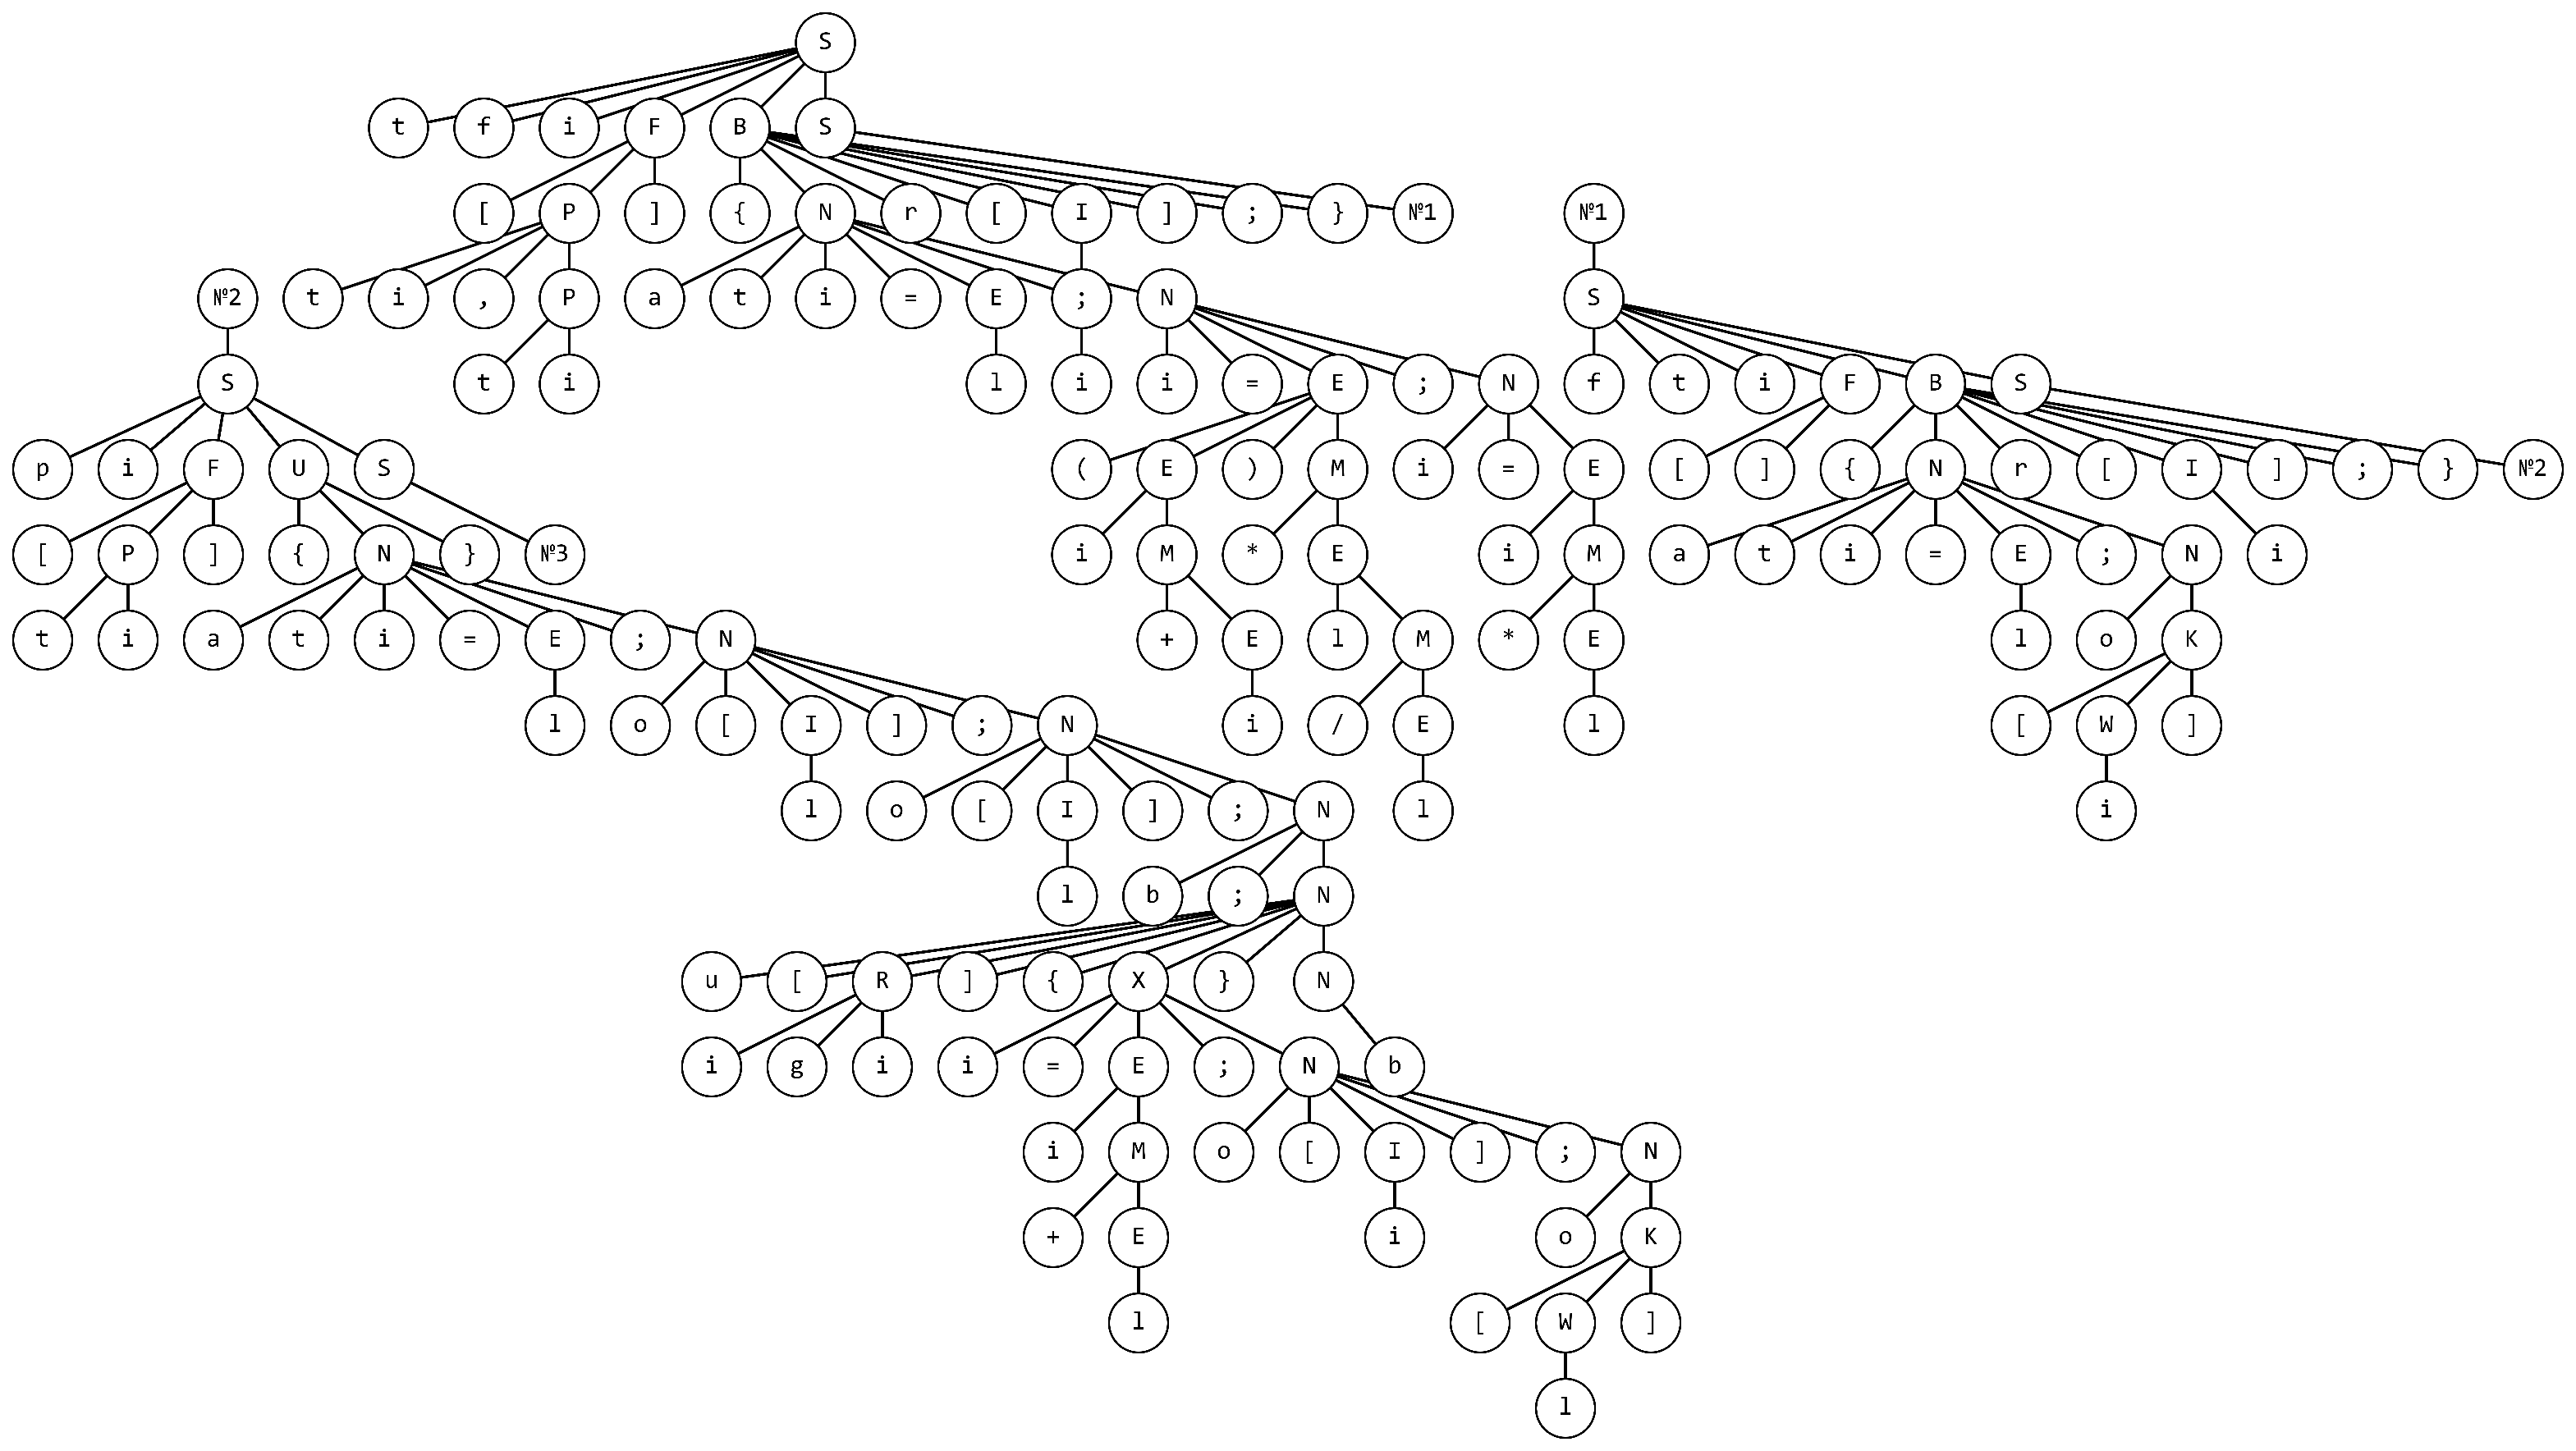 S
t f i F B S
[ P ] { N r [ I ] ; } №1 №1
№2 t i , P a t i = E ; N S
S t i l i i = E ; N f t i F B S
p i F U S ( E ) M i = E [ ] { N r [ I ] ; } №2
[ P ] { N } №3 i M * E i M a t i = E ; N i
t i a t i = E ; N + E l M * E l o K
l o [ I ] ; N i / E l [ W ]
l o [ I ] ; N l i
l b ; N
u [ R ] { X } N
i g i i = E ; N b
i M o [ I ] ; N
+ E i o K
l [ W ]
l